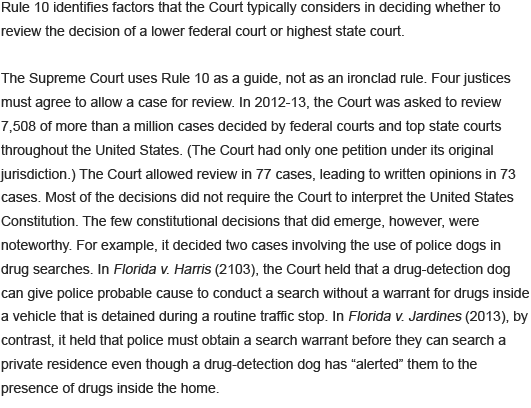 Rule 10 identifies factors that the Court typically considers in deciding whether to
review the decision of a lower federal court or highest state court.
The Supreme Court uses Rule 10 as a guide, not as an ironclad rule. Four justices
must agree to allow a case for review. In 2012-13, the Court was asked to review
7,508 of more than a million cases decided by federal courts and top state courts
throughout the United States. (The Court had only one petition under its original
jurisdiction.) The Court allowed review in 77 cases, leading to written opinions in 73
cases. Most of the decisions did not require the Court to interpret the United States
Constitution. The few constitutional decisions that did emerge, however, were
noteworthy. For example, it decided two cases involving the use of police dogs in
drug searches. In Florida v. Harris (2103), the Court held that a drug-detection dog
can give police probable cause to conduct a search without a warrant for drugs inside
a vehicle that is detained during a routine traffic stop. In Florida v. Jardines (2013), by
contrast, it held that police must obtain a search warrant before they can search a
private residence even though a drug-detection dog has “alerted” them to the
presence of drugs inside the home.